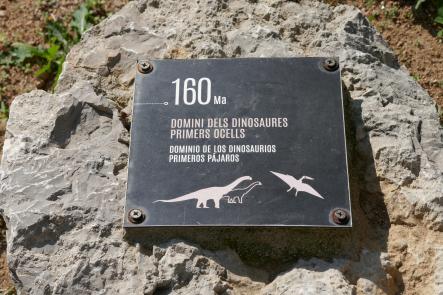 160 Ma
DOMINI DELS DINOSAURES
PRIMERS OCELLS
DOMINIO DE LOS DINOSAURIOS
PRIMEROS PÁJAROS